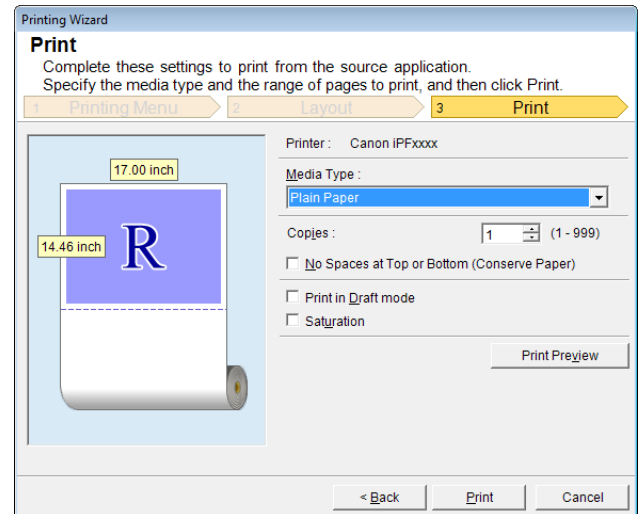 Printing Wizard
Print
Complete these settings to print from the source application.
Specify the media type and the range of pages to print, and then click Print.
1 Printing Menu 2 Layout 3 Print
Printer : Canon iPFxxxx
17.00 inch
Media Type :
Plain Paper
14.46 inch
R
Copies : 1 (1 - 999)
No Spaces at Top or Bottom (Conserve Paper)
Print in Draft mode
Saturation
Print Preview
< Back Print Cancel